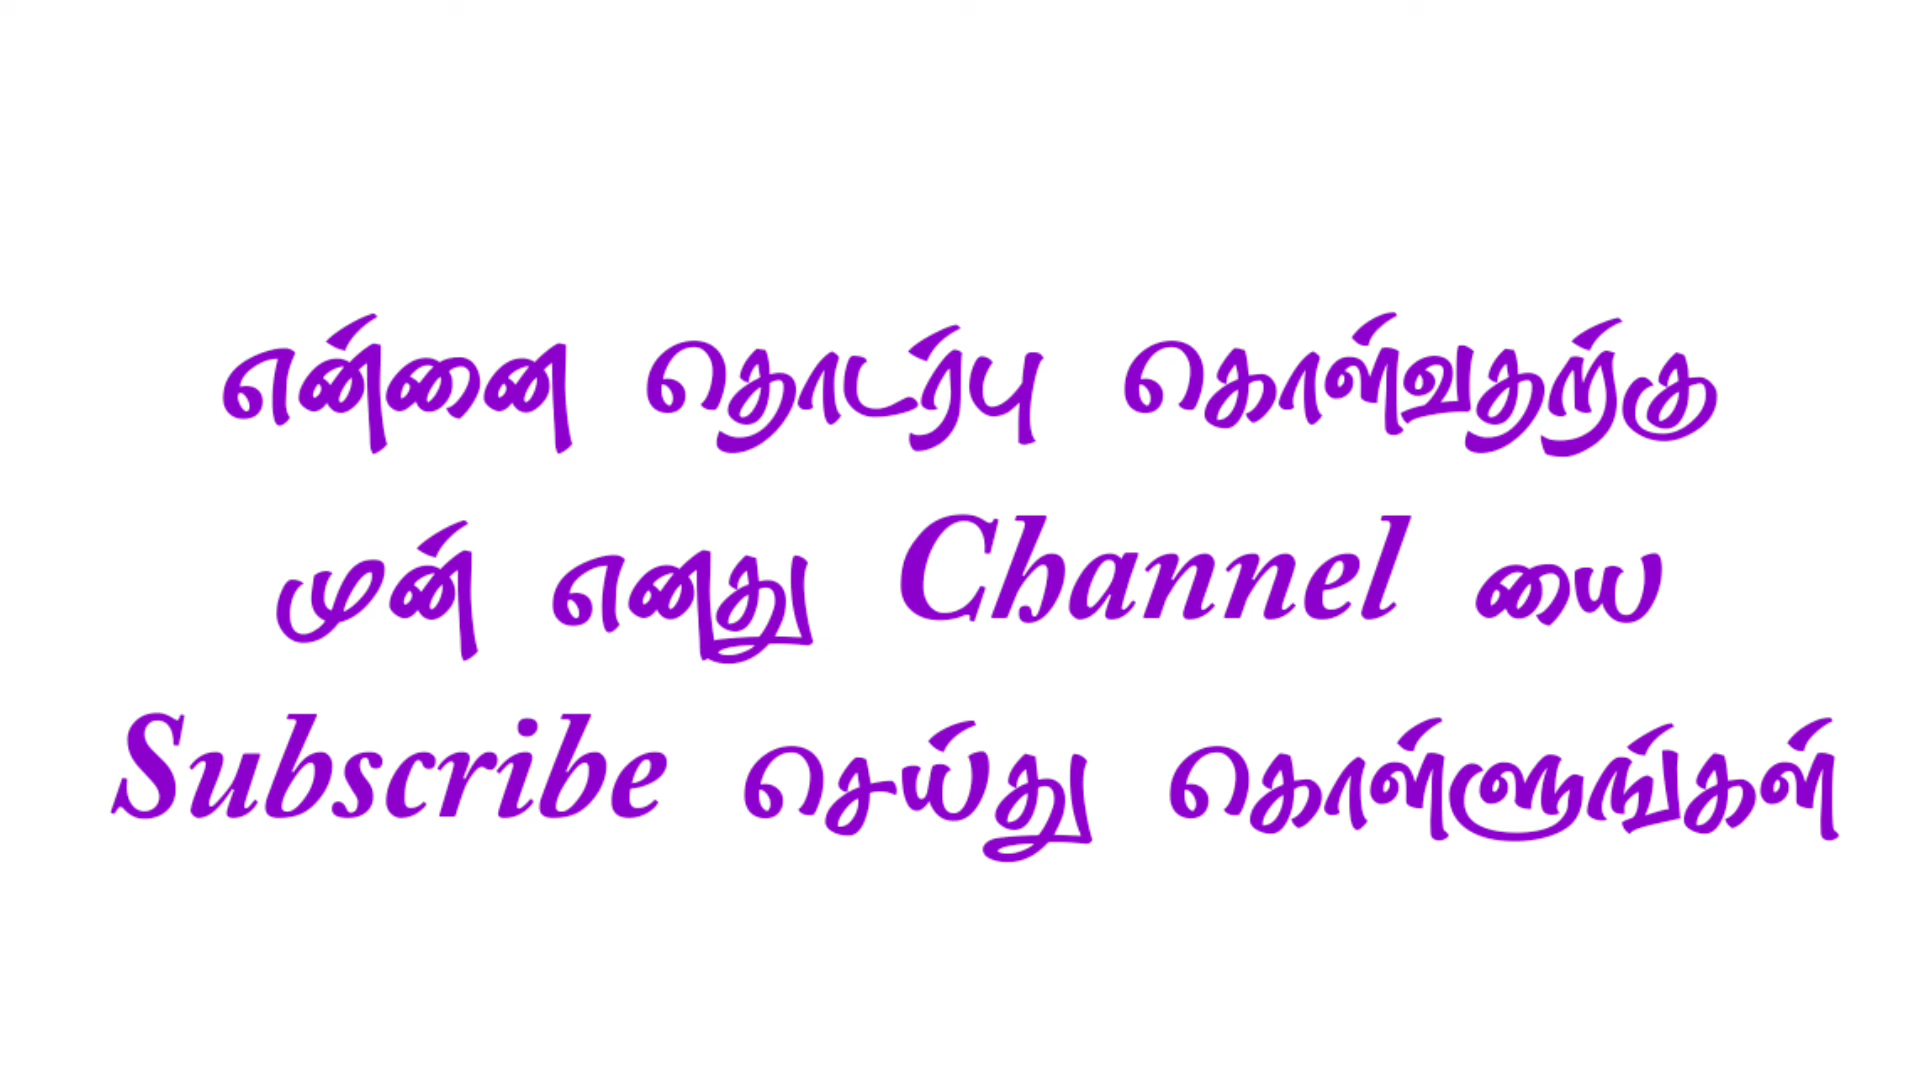 என்னை தொடர்பு கொள்வதற்கு
முன் எனது Channel யை
Subscribe செய்து கொள்ளுங்கள்